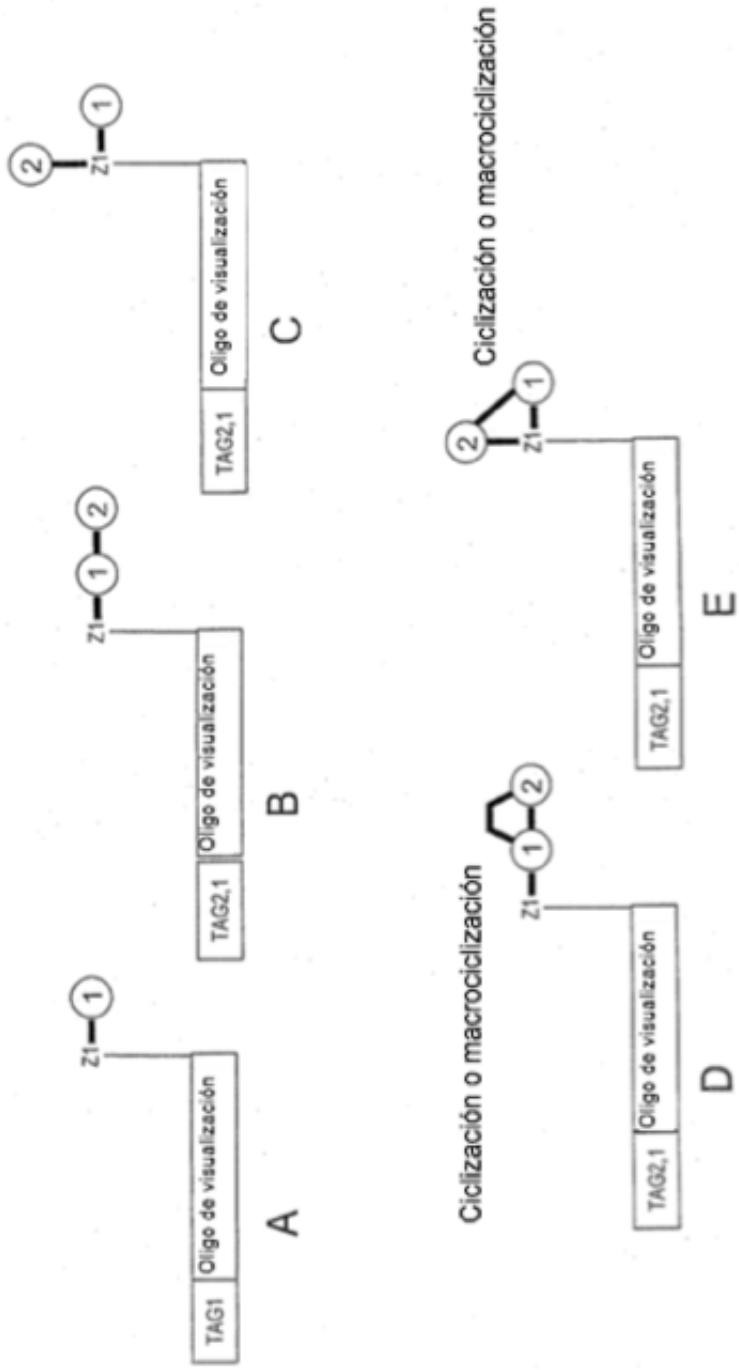 Z1 1
TAG1 Oligo de visualización
A
Z1 1 2
TAG2,1 Oligo de visualización
B
2
Z1 1
TAG2,1 Oligo de visualización
C
Ciclización o macrociclización
Z1 1 2
TAG2,1 Oligo de visualización
D
Ciclización o macrociclización
2
Z1 1
TAG2,1 Oligo de visualización
E